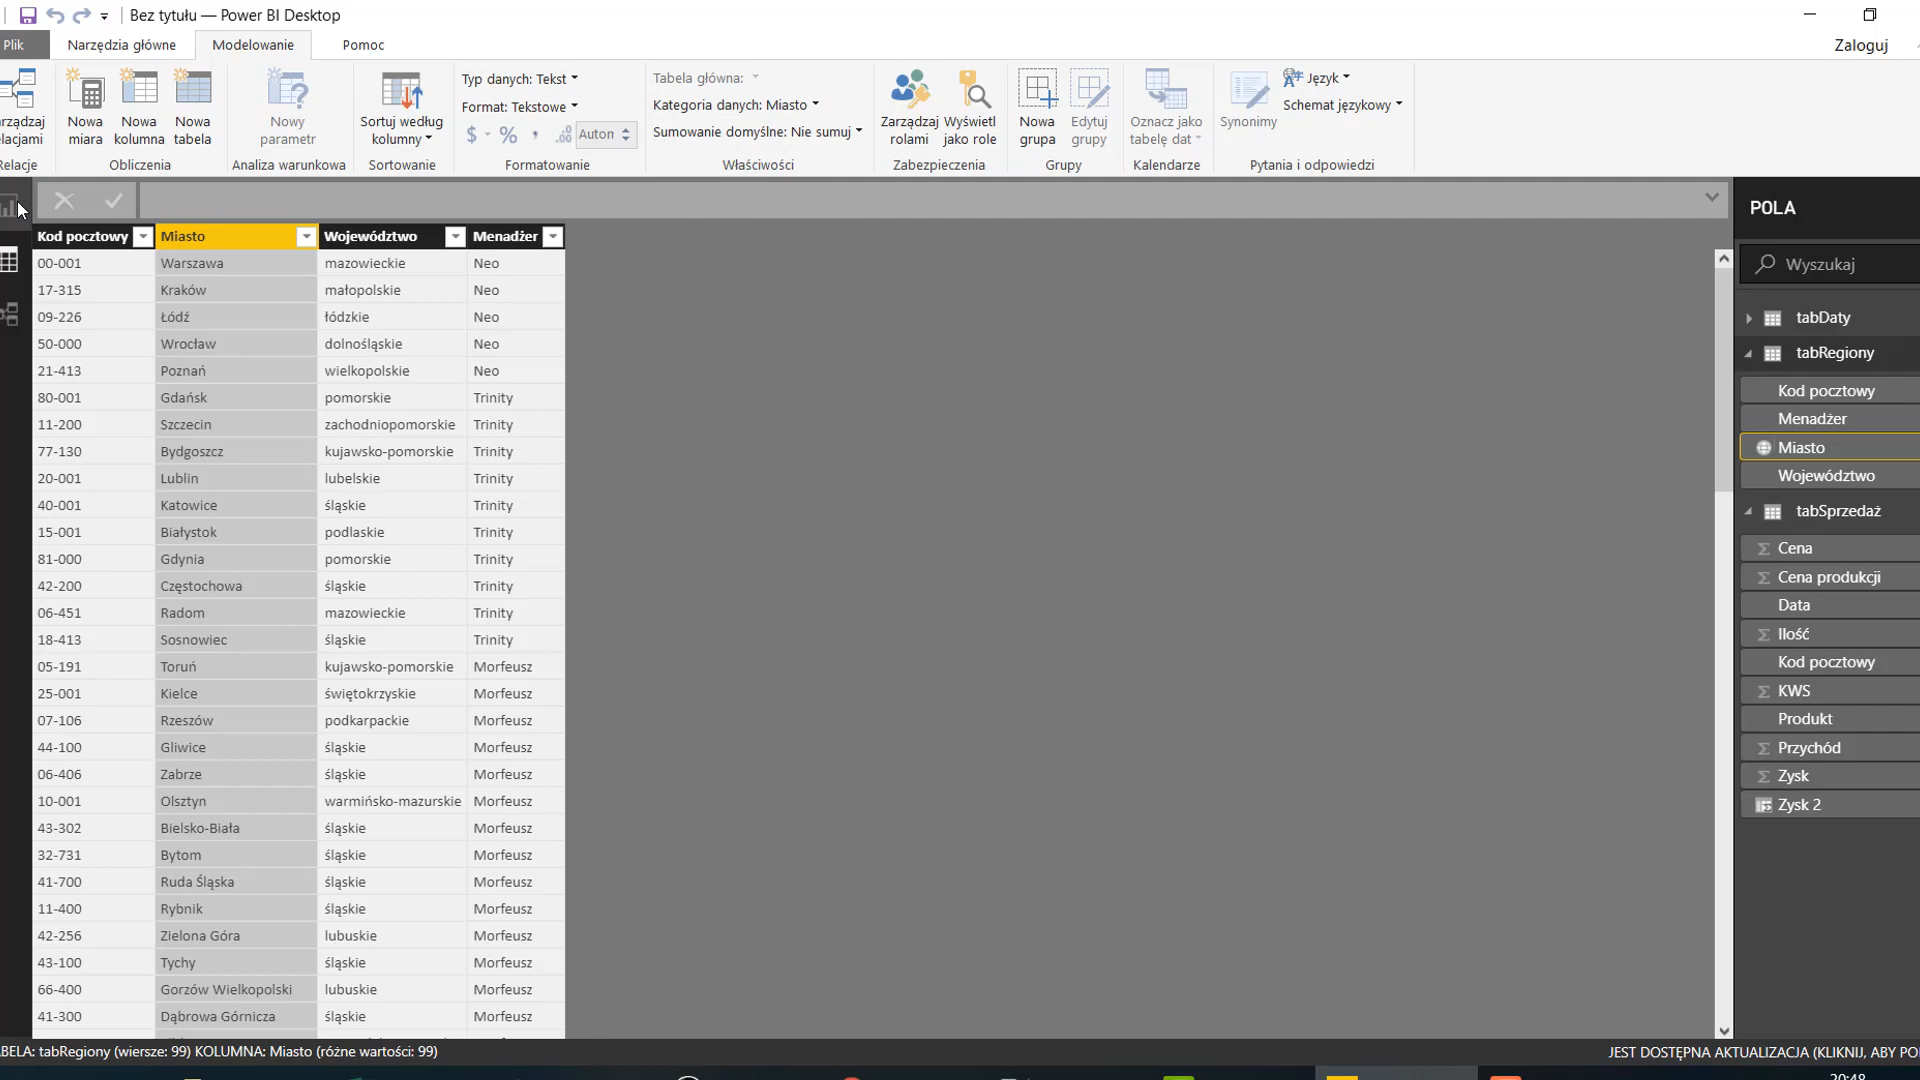 Bez tytułu — Power BI Desktop
Plik Narzędzia główne Modelowanie Pomoc Zaloguj
Nowa miara
Nowa kolumna
Nowa tabela
Nowy parametr
Sortuj według kolumny
Typ danych: Tekst
Format: Tekstowe
$ % , Auton
Tabela główna:
Kategoria danych: Miasto
Sumowanie domyślne: Nie sumuj
Zarządzaj rolami
Wyświetl jako role
Nowa grupa
Edytuj grupy
Oznacz jako tabelę dat
Synonimy
Język
Schemat językowy
arządzaj
elacjami
Relacje Obliczenia Analiza warunkowa Sortowanie Formatowanie Właściwości Zabezpieczenia Grupy Kalendarze Pytania i odpowiedzi
Kod pocztowy Miasto Województwo Menadżer
00-001 Warszawa mazowieckie Neo
17-315 Kraków małopolskie Neo
09-226 Łódź łódzkie Neo
50-000 Wrocław dolnośląskie Neo
21-413 Poznań wielkopolskie Neo
80-001 Gdańsk pomorskie Trinity
11-200 Szczecin zachodniopomorskie Trinity
77-130 Bydgoszcz kujawsko-pomorskie Trinity
20-001 Lublin lubelskie Trinity
40-001 Katowice śląskie Trinity
15-001 Białystok podlaskie Trinity
81-000 Gdynia pomorskie Trinity
42-200 Częstochowa śląskie Trinity
06-451 Radom mazowieckie Trinity
18-413 Sosnowiec śląskie Trinity
05-191 Toruń kujawsko-pomorskie Morfeusz
25-001 Kielce świętokrzyskie Morfeusz
07-106 Rzeszów podkarpackie Morfeusz
44-100 Gliwice śląskie Morfeusz
06-406 Zabrze śląskie Morfeusz
10-001 Olsztyn warmińsko-mazurskie Morfeusz
43-302 Bielsko-Biała śląskie Morfeusz
32-731 Bytom śląskie Morfeusz
41-700 Ruda Śląska śląskie Morfeusz
11-400 Rybnik śląskie Morfeusz
42-256 Zielona Góra lubuskie Morfeusz
43-100 Tychy śląskie Morfeusz
66-400 Gorzów Wielkopolski lubuskie Morfeusz
41-300 Dąbrowa Górnicza śląskie Morfeusz
POLA
Wyszukaj
tabDaty
tabRegiony
Kod pocztowy
Menadżer
Miasto
Województwo
tabSprzedaż
Cena
Cena produkcji
Data
Ilość
Kod pocztowy
KWS
Produkt
Przychód
Zysk
Zysk 2
ABELA: tabRegiony (wiersze: 99) KOLUMNA: Miasto (różne wartości: 99)
JEST DOSTĘPNA AKTUALIZACJA (KLIKNIJ, ABY PO
20:48